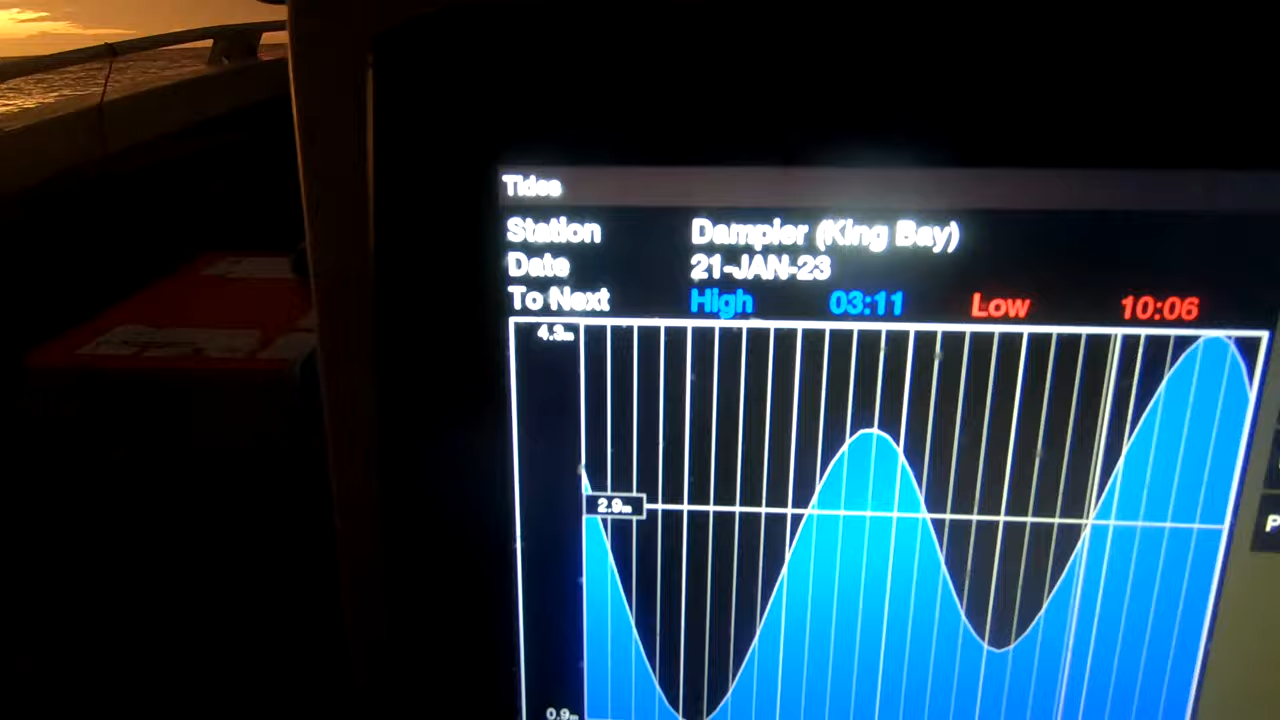 Tides
Station Dampier (King Bay)
Date 21-JAN-23
To Next High 03:11 Low 10:06
4.3m
2.9m
0.9m
P